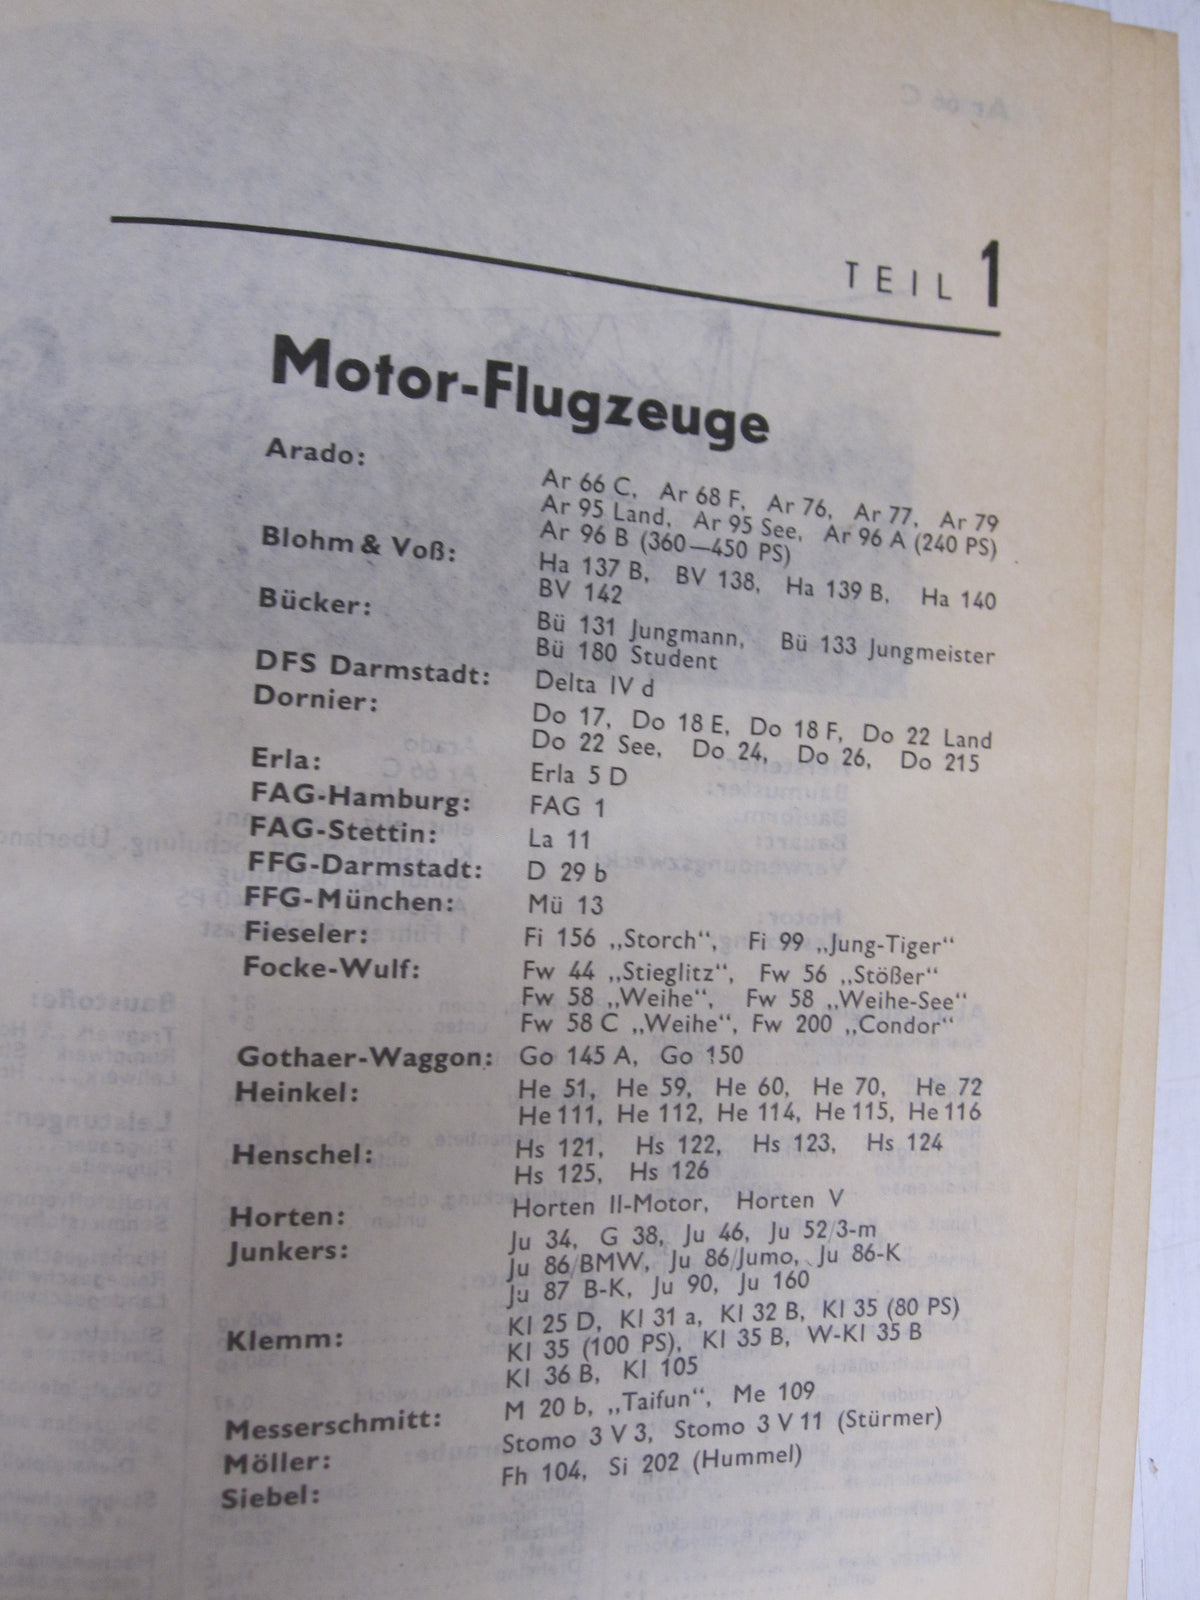 TEIL 1
Motor-Flugzeuge
Arado: Ar 66 C, Ar 68 F, Ar 76, Ar 77, Ar 79
Ar 95 Land, Ar 95 See, Ar 96 A (240 PS)
Ar 96 B (360—450 PS)
Blohm & Voß: Ha 137 B, BV 138, Ha 139 B, Ha 140
BV 142
Bücker: Bü 131 Jungmann, Bü 133 Jungmeister
Bü 180 Student
DFS Darmstadt: Delta IV d
Dornier: Do 17, Do 18 E, Do 18 F, Do 22 Land
Do 22 See, Do 24, Do 26, Do 215
Erla: Erla 5 D
FAG-Hamburg: FAG 1
FAG-Stettin: La 11
FFG-Darmstadt: D 29 b
FFG-München: Mü 13
Fieseler: Fi 156 „Storch“, Fi 99 „Jung-Tiger“
Focke-Wulf: Fw 44 „Stieglitz“, Fw 56 „Stößer“
Fw 58 „Weihe“, Fw 58 „Weihe-See“
Fw 58 C „Weihe“, Fw 200 „Condor“
Gothaer-Waggon: Go 145 A, Go 150
Heinkel: He 51, He 59, He 60, He 70, He 72
He 111, He 112, He 114, He 115, He 116
Henschel: Hs 121, Hs 122, Hs 123, Hs 124
Hs 125, Hs 126
Horten: Horten II-Motor, Horten V
Junkers: Ju 34, G 38, Ju 46, Ju 52/3-m
Ju 86/BMW, Ju 86/Jumo, Ju 86-K
Ju 87 B-K, Ju 90, Ju 160
Klemm: Kl 25 D, Kl 31 a, Kl 32 B, Kl 35 (80 PS)
Kl 35 (100 PS), Kl 35 B, W-Kl 35 B
Kl 36 B, Kl 105
Messerschmitt: M 20 b, „Taifun“, Me 109
Möller: Stomo 3 V 3, Stomo 3 V 11 (Stürmer)
Siebel: Fh 104, Si 202 (Hummel)